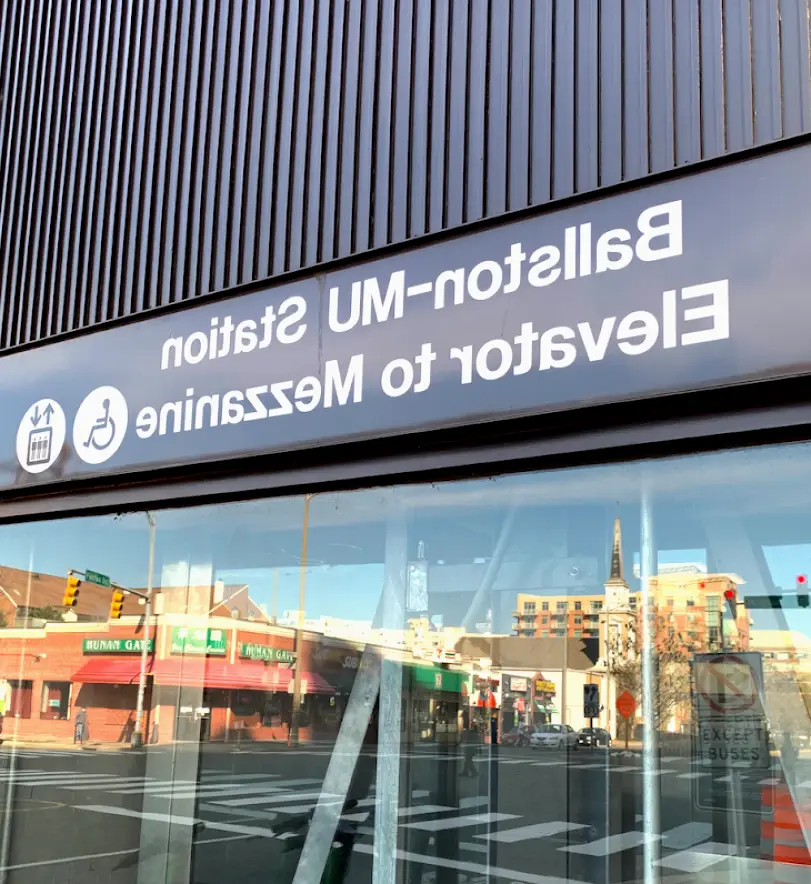 Ballston-MU Station
Elevator to Mezzanine
HUNAN GATE
HUNAN GATE
EXCEPT
BUSES